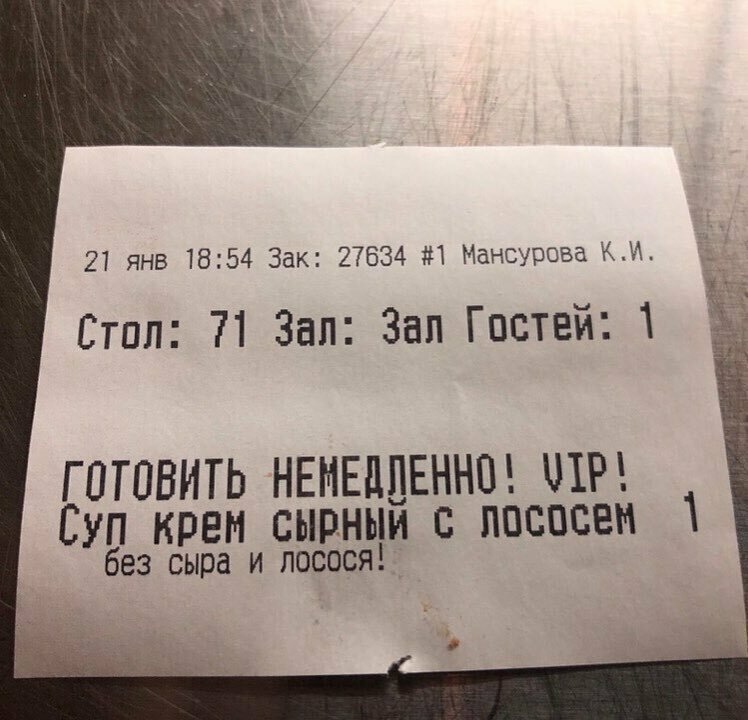 21 янв 18:54 Зак: 27634 #1 Мансурова К.И.
Стол: 71 Зал: Зал Гостей: 1
ГОТОВИТЬ НЕМЕДЛЕННО! VIP!
Суп крем сырный с лососем 1
без сыра и лосося!